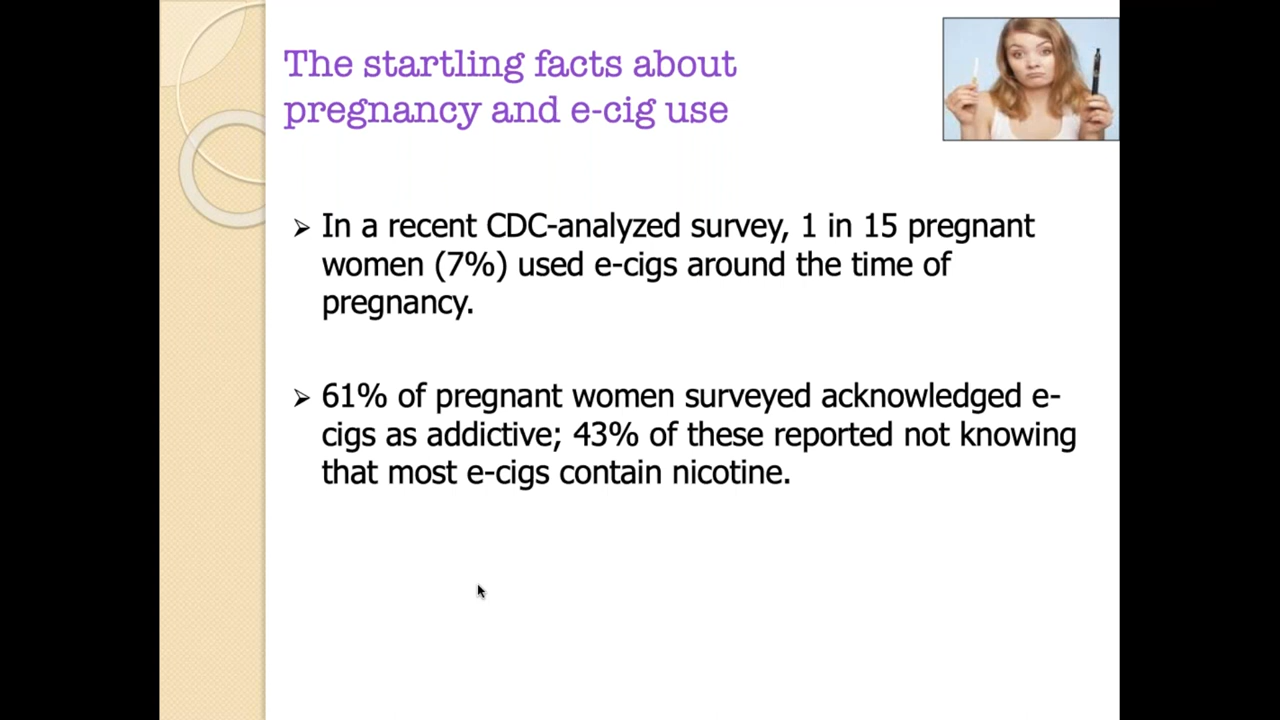 The startling facts about
pregnancy and e-cig use
In a recent CDC-analyzed survey, 1 in 15 pregnant
women (7%) used e-cigs around the time of
pregnancy.
61% of pregnant women surveyed acknowledged e-
cigs as addictive; 43% of these reported not knowing
that most e-cigs contain nicotine.